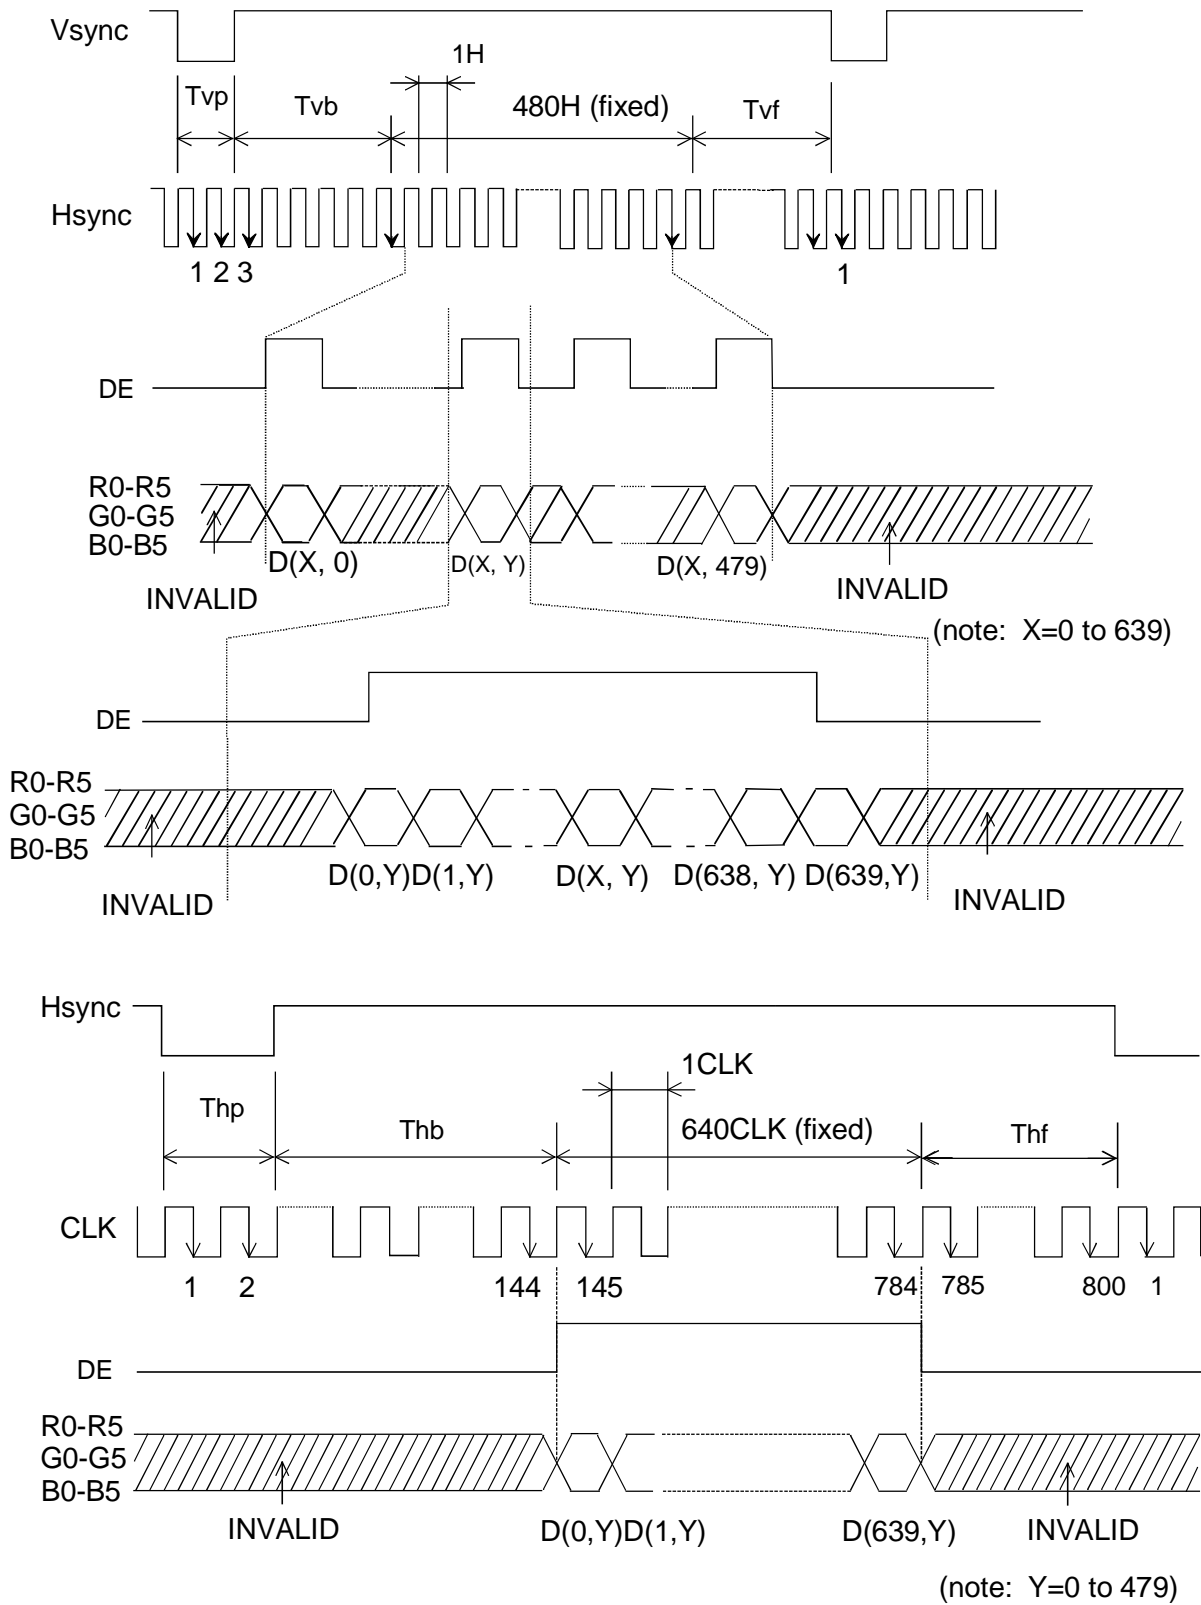 Vsync
1H
Tvp
Tvb
480H (fixed)
Tvf
Hsync
1 2 3
1
DE
R0-R5
G0-G5
B0-B5
D(X, 0)
D(X, Y)
D(X, 479)
INVALID
INVALID
(note: X=0 to 639)
DE
R0-R5
G0-G5
B0-B5
D(0,Y)D(1,Y)
D(X, Y)
D(638, Y)
D(639,Y)
INVALID
INVALID
Hsync
1CLK
Thp
Thb
640CLK (fixed)
Thf
CLK
1
2
144
145
784
785
800
1
DE
R0-R5
G0-G5
B0-B5
INVALID
D(0,Y)D(1,Y)
D(639,Y)
INVALID
(note: Y=0 to 479)